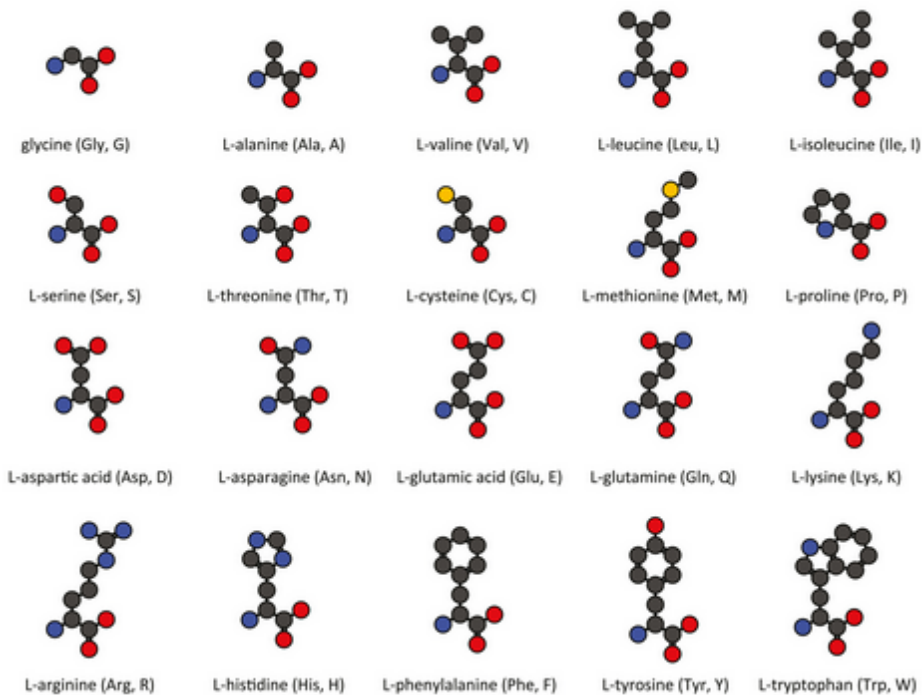 glycine (Gly, G)
L-alanine (Ala, A)
L-valine (Val, V)
L-leucine (Leu, L)
L-isoleucine (Ile, I)
L-serine (Ser, S)
L-threonine (Thr, T)
L-cysteine (Cys, C)
L-methionine (Met, M)
L-proline (Pro, P)
L-aspartic acid (Asp, D)
L-asparagine (Asn, N)
L-glutamic acid (Glu, E)
L-glutamine (Gln, Q)
L-lysine (Lys, K)
L-arginine (Arg, R)
L-histidine (His, H)
L-phenylalanine (Phe, F)
L-tyrosine (Tyr, Y)
L-tryptophan (Trp, W)